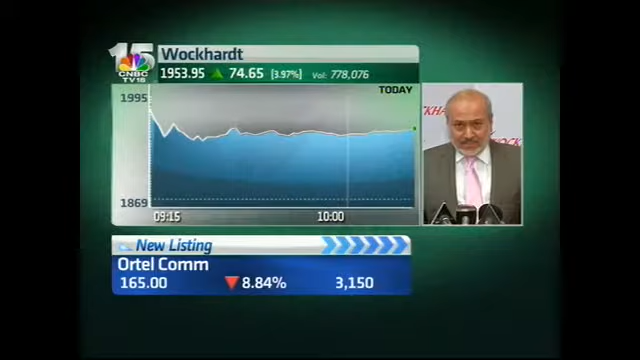 15
CNBC
TV18
Wockhardt
1953.95 ▲ 74.65 [3.97%] Vol: 778,076
TODAY
1995
1869
09:15
10:00
New Listing
Ortel Comm
165.00 ▼ 8.84% 3,150